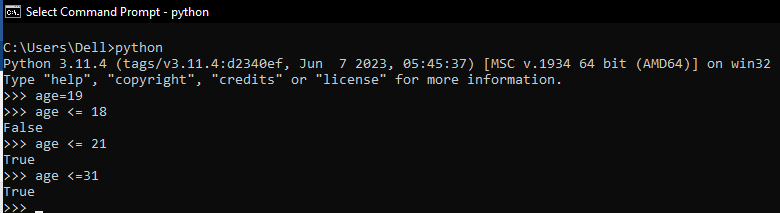 Select Command Prompt - python
C:\Users\Dell>python
Python 3.11.4 (tags/v3.11.4:d2340ef, Jun  7 2023, 05:45:37) [MSC v.1934 64 bit (AMD64)] on win32
Type "help", "copyright", "credits" or "license" for more information.
>>> age=19
>>> age <= 18
False
>>> age <= 21
True
>>> age <=31
True
>>> _